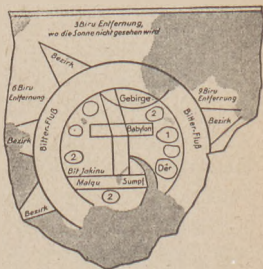 3 Biru Entfernung,
wo die Sonne nicht gesehen wird
Bezirk
6 Biru
Entfernung
9 Biru
Entfernung
Bezirk
Bitter-Fluß
Bitter-Fluß
Gebirge
2
Babylon
1
2
Dêr
Bit Jakinu
Malgu
Sumpf
2
Bezirk
Bezirk